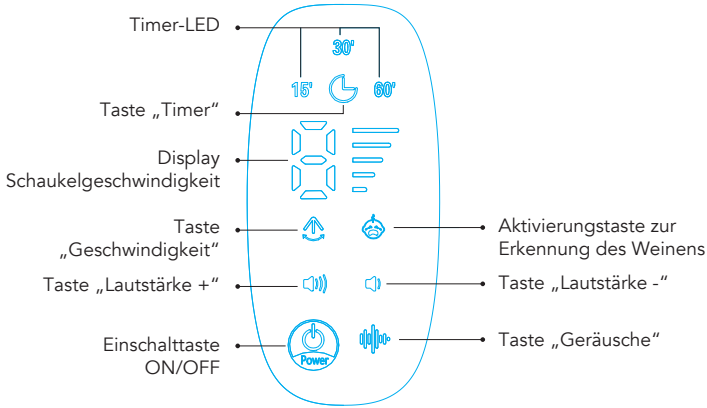 Timer-LED
30'
15'
60'
Taste „Timer“
Display
Schaukelgeschwindigkeit
Taste
„Geschwindigkeit“
Aktivierungstaste zur
Erkennung des Weinens
Taste „Lautstärke +“
Taste „Lautstärke -“
Einschalttaste
ON/OFF
Power
Taste „Geräusche“